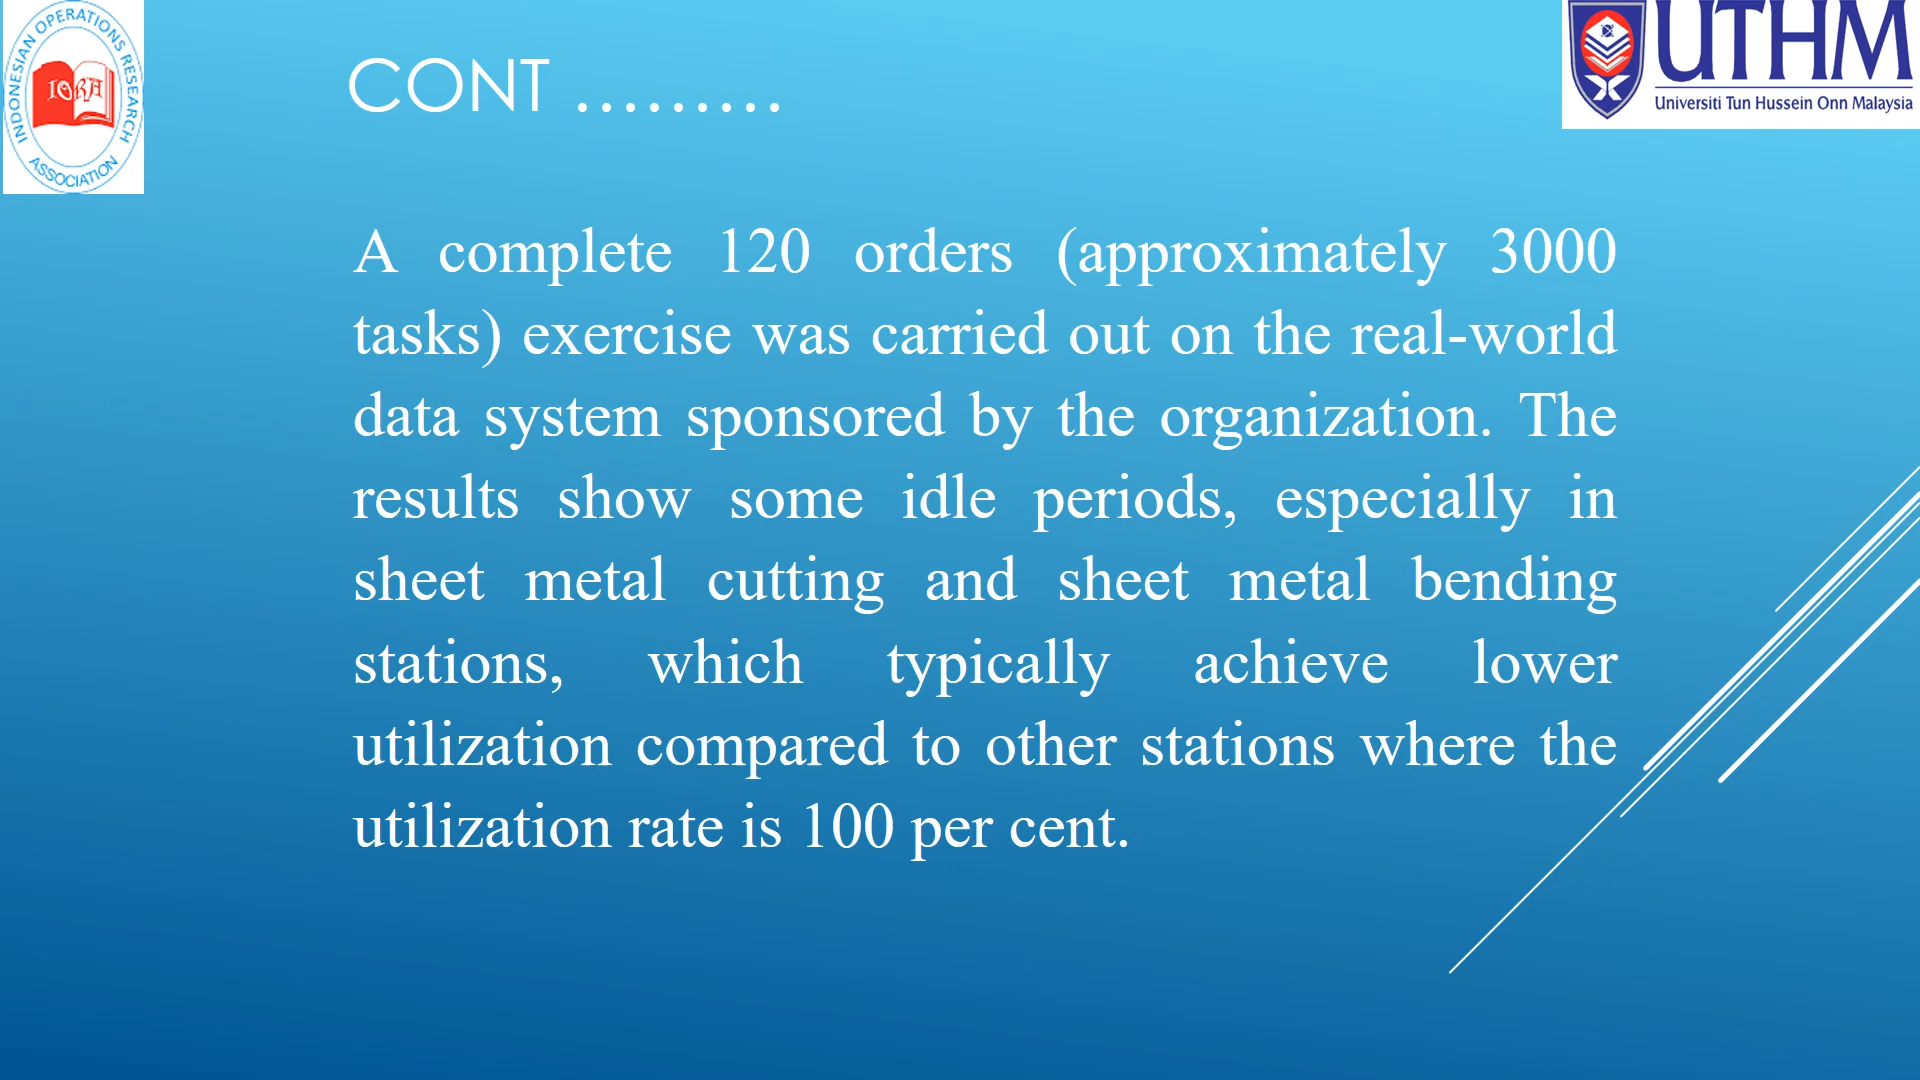 INDONESIAN OPERATIONS RESEARCH
ASSOCIATION
IORA
CONT .........
UTHM
Universiti Tun Hussein Onn Malaysia
A complete 120 orders (approximately 3000
tasks) exercise was carried out on the real-world
data system sponsored by the organization. The
results show some idle periods, especially in
sheet metal cutting and sheet metal bending
stations, which typically achieve lower
utilization compared to other stations where the
utilization rate is 100 per cent.